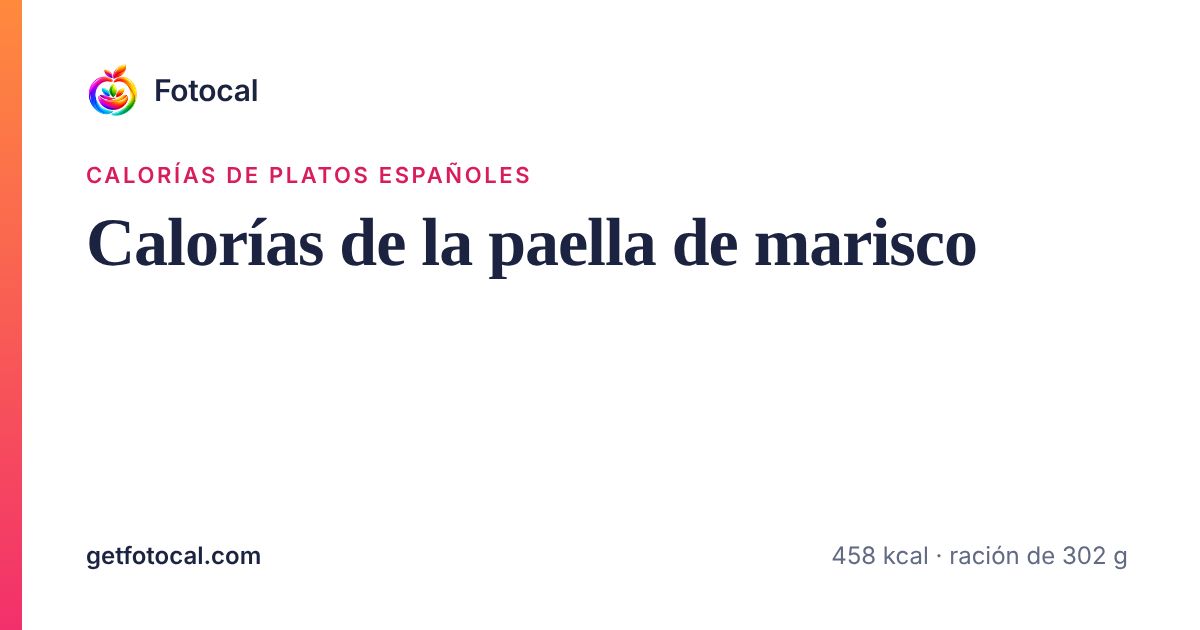 Fotocal
CALORÍAS DE PLATOS ESPAÑOLES
Calorías de la paella de marisco
getfotocal.com
458 kcal · ración de 302 g